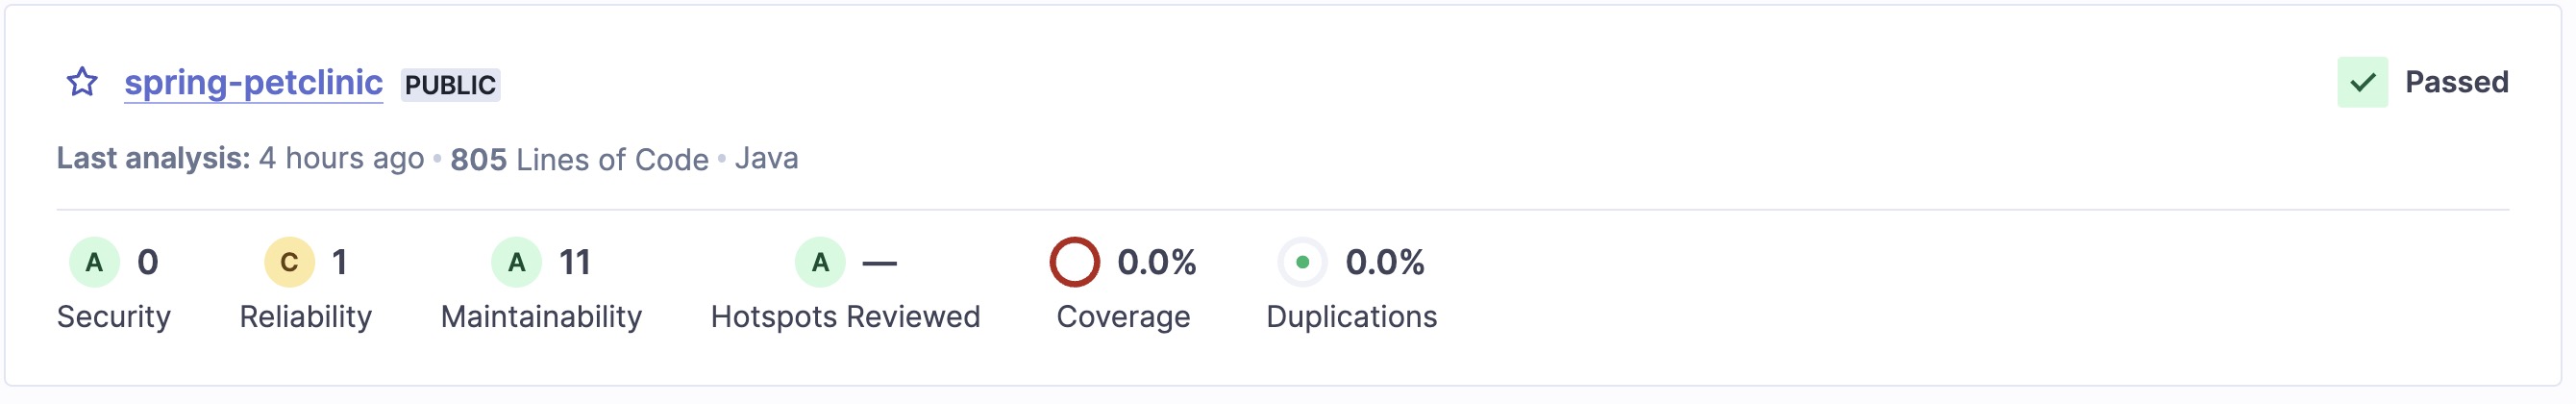 spring-petclinic PUBLIC Passed
Last analysis: 4 hours ago • 805 Lines of Code • Java
A 0 C 1 A 11 A — 0.0% 0.0%
Security Reliability Maintainability Hotspots Reviewed Coverage Duplications